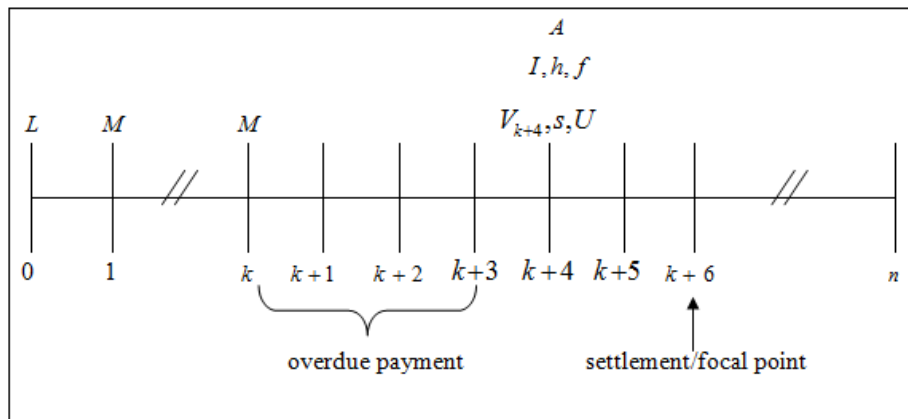 A
I, h, f
L M M V_{k+4}, s, U
0 1 k k+1 k+2 k+3 k+4 k+5 k+6 n
overdue payment settlement/focal point